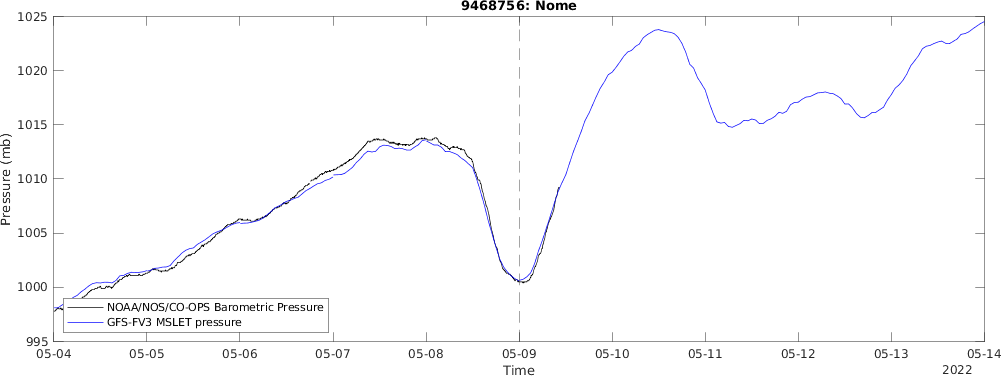 9468756: Nome
Pressure (mb)
1025
1020
1015
1010
1005
1000
995
NOAA/NOS/CO-OPS Barometric Pressure
GFS-FV3 MSLET pressure
05-04 05-05 05-06 05-07 05-08 05-09 05-10 05-11 05-12 05-13 05-14
Time
2022